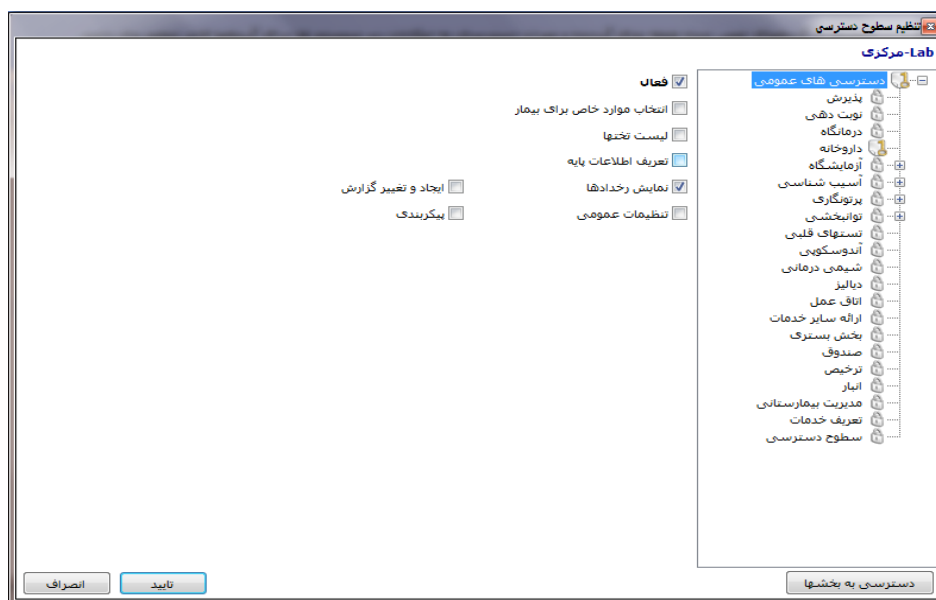 تنظیم سطوح دسترسی
Lab-مرکزی
دسترسی های عمومی
پذیرش
نوبت دهی
درمانگاه
داروخانه
آزمایشگاه
آسیب شناسی
پرتونگاری
توانبخشی
تستهای قلبی
آندوسکوپی
شیمی درمانی
دیالیز
اتاق عمل
ارائه سایر خدمات
بخش بستری
صندوق
ترخیص
انبار
مدیریت بیمارستانی
تعریف خدمات
سطوح دسترسی
دسترسی به بخشها
فعال
انتخاب موارد خاص برای بیمار
لیست تختها
تعریف اطلاعات پایه
نمایش رخدادها
ایجاد و تغییر گزارش
تنظیمات عمومی
پیکربندی
تایید
انصراف